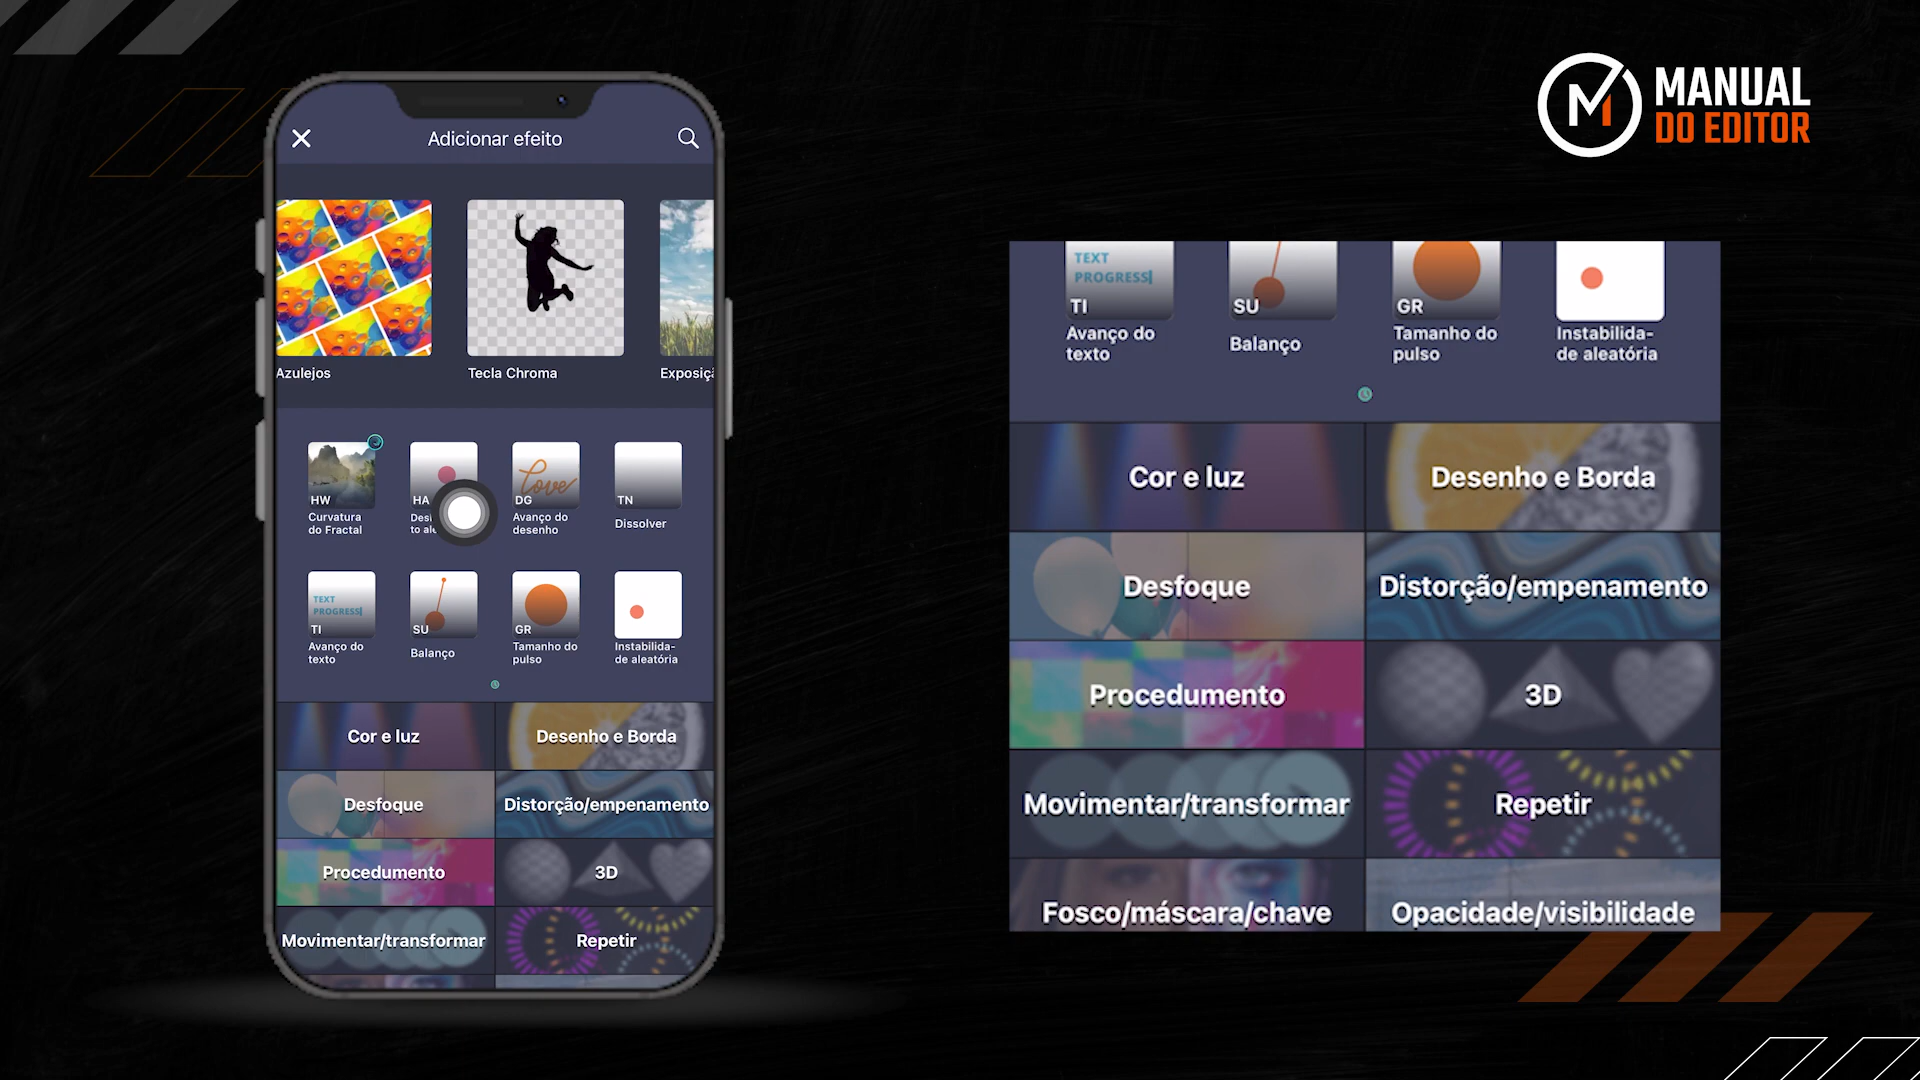 MANUAL
DO EDITOR
Adicionar efeito
Azulejos
Tecla Chroma
HW
Curvatura
do Fractal
HA
DG
Avanço do
desenho
TN
Dissolver
TEXT
PROGRESS
TI
Avanço do
texto
SU
Balanço
GR
Tamanho do
pulso
Instabilida-
de aleatória
Cor e luz
Desenho e Borda
Desfoque
Distorção/empenamento
Procedumento
3D
Movimentar/transformar
Repetir
TEXT
PROGRESS
TI
Avanço do
texto
SU
Balanço
GR
Tamanho do
pulso
Instabilida-
de aleatória
Cor e luz
Desenho e Borda
Desfoque
Distorção/empenamento
Procedumento
3D
Movimentar/transformar
Repetir
Fosco/máscara/chave
Opacidade/visibilidade